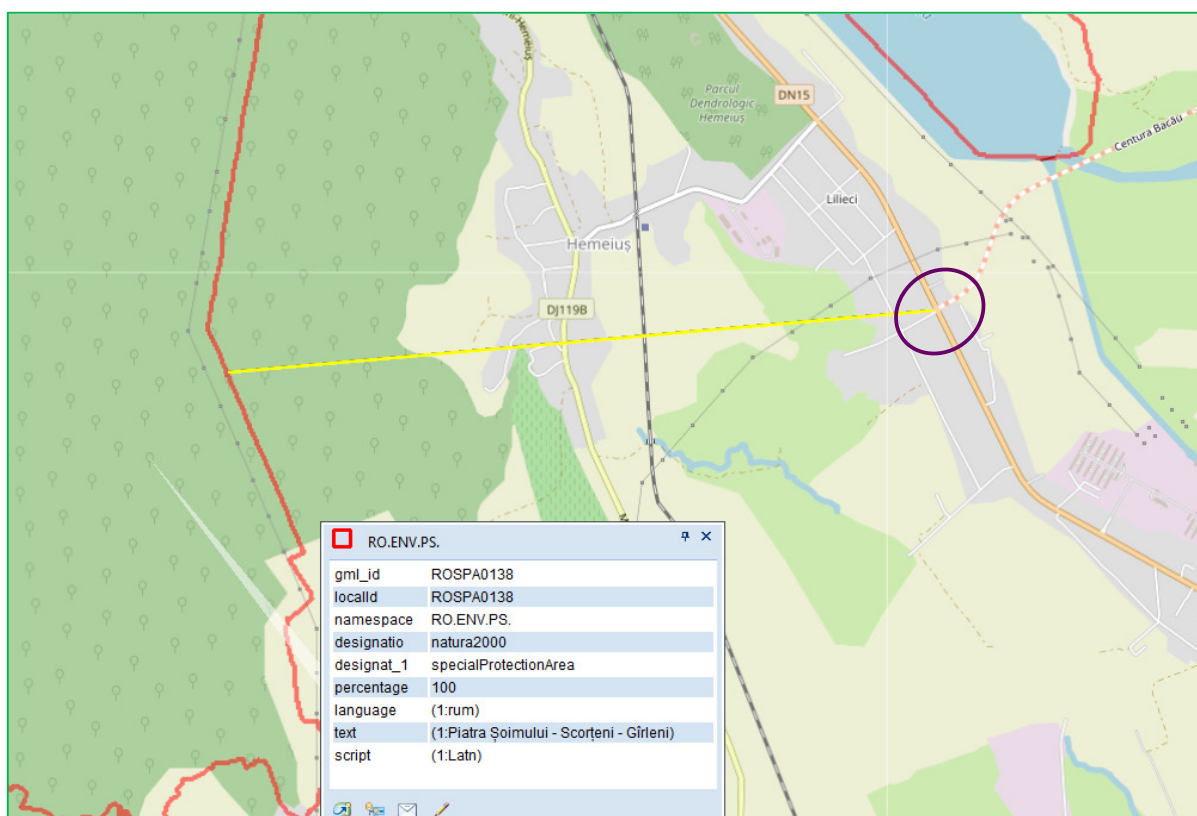 Hemeiuș
Parcul
Dendrologic
Hemeiuș
DN15
Centura Bacău
Lilieci
Hemeiuș
DJ119B
RO.ENV.PS.
gml_id ROSPA0138
localId ROSPA0138
namespace RO.ENV.PS.
designatio natura2000
designat_1 specialProtectionArea
percentage 100
language (1:rum)
text (1:Piatra Șoimului - Scorțeni - Gîrleni)
script (1:Latn)